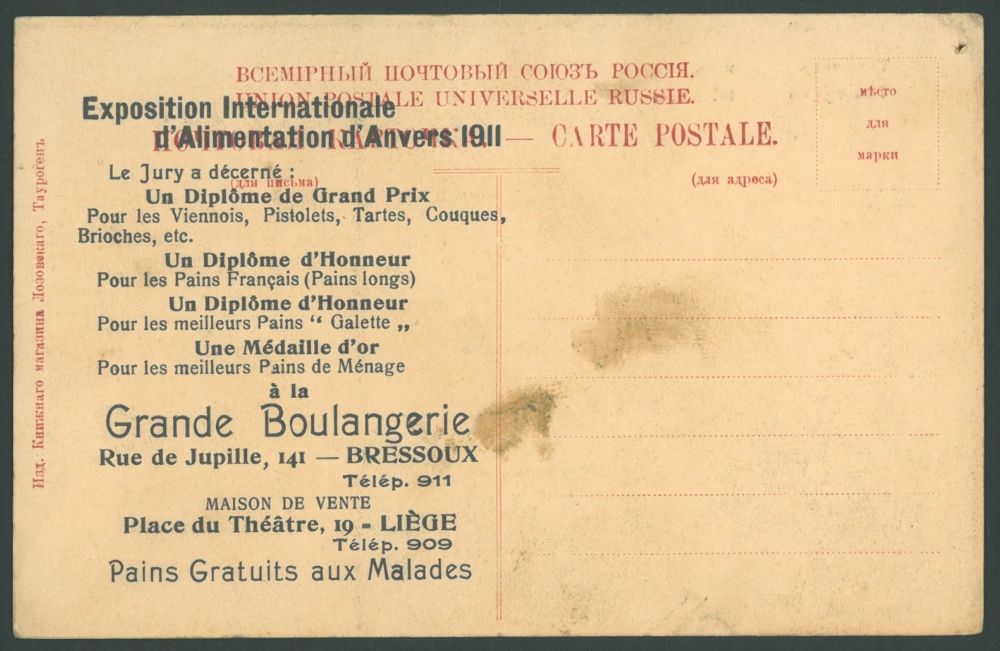 ВСЕМІРНЫЙ ПОЧТОВЫЙ СОЮЗЪ РОССІЯ.
UNION POSTALE UNIVERSELLE RUSSIE.
ПОЧТОВАЯ КАРТОЧКА. — CARTE POSTALE.
(для письма)
(для адреса)
мѣсто
для
марки
Exposition Internationale
d'Alimentation d'Anvers 1911
Le Jury a décerné :
Un Diplôme de Grand Prix
Pour les Viennois, Pistolets, Tartes, Couques,
Brioches, etc.
Un Diplôme d'Honneur
Pour les Pains Français (Pains longs)
Un Diplôme d'Honneur
Pour les meilleurs Pains “ Galette „
Une Médaille d'or
Pour les meilleurs Pains de Ménage
à la
Grande Boulangerie
Rue de Jupille, 141 — BRESSOUX
Télép. 911
MAISON DE VENTE
Place du Théâtre, 19 - LIÈGE
Télép. 909
Pains Gratuits aux Malades
Изд. Книжнаго магазина Лозовскаго, Таурогенъ